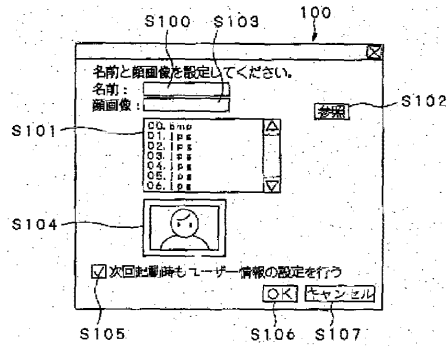 100
S100 S103
名前と顔画像を設定してください。
名前：
顔画像：
参照
S102
S101
00.bmp
01.jpg
02.jpg
03.jpg
04.jpg
05.jpg
06.jpg
S104
次回起動時もユーザー情報の設定を行う
OK キャンセル
S105 S106 S107